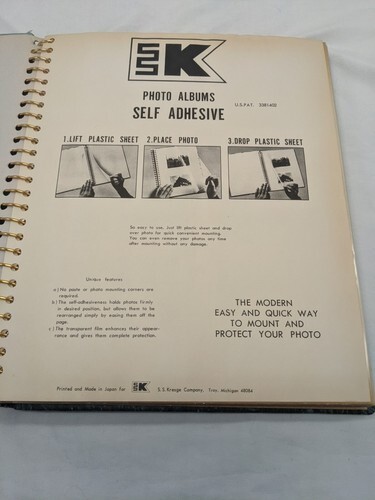 SS K
PHOTO ALBUMS
SELF ADHESIVE
U.S.PAT. 3381400
1.LIFT PLASTIC SHEET
2.PLACE PHOTO
3.DROP PLASTIC SHEET
So easy to use. Just lift plastic sheet and drop
over photo for quick convenient mounting.
You can even remove your photos any time
after mounting without any damage.
Unique features
a) No paste or photo mounting corners are
required.
b) The self-adhesiveness holds photos firmly
in desired position, but allows them to be
rearranged simply by easing them off the
page.
c) The transparent film enhances their appear-
ance and gives them complete protection.
THE MODERN
EASY AND QUICK WAY
TO MOUNT AND
PROTECT YOUR PHOTO
Printed and Made in Japan for SS K S.S. Kresge Company, Troy, Michigan 48084